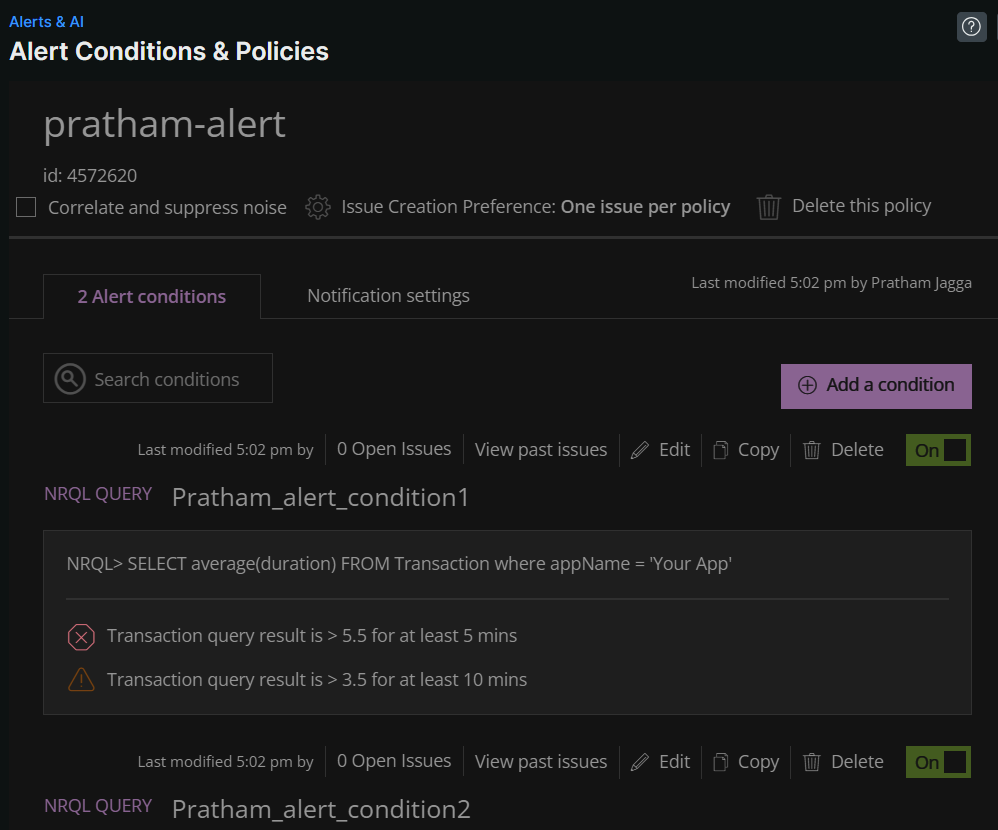 Alerts & AI
Alert Conditions & Policies
pratham-alert
id: 4572620
Correlate and suppress noise Issue Creation Preference: One issue per policy Delete this policy
2 Alert conditions Notification settings Last modified 5:02 pm by Pratham Jagga
Search conditions
Add a condition
Last modified 5:02 pm by 0 Open Issues View past issues Edit Copy Delete On
NRQL QUERY Pratham_alert_condition1
NRQL> SELECT average(duration) FROM Transaction where appName = 'Your App'
Transaction query result is > 5.5 for at least 5 mins
Transaction query result is > 3.5 for at least 10 mins
Last modified 5:02 pm by 0 Open Issues View past issues Edit Copy Delete On
NRQL QUERY Pratham_alert_condition2